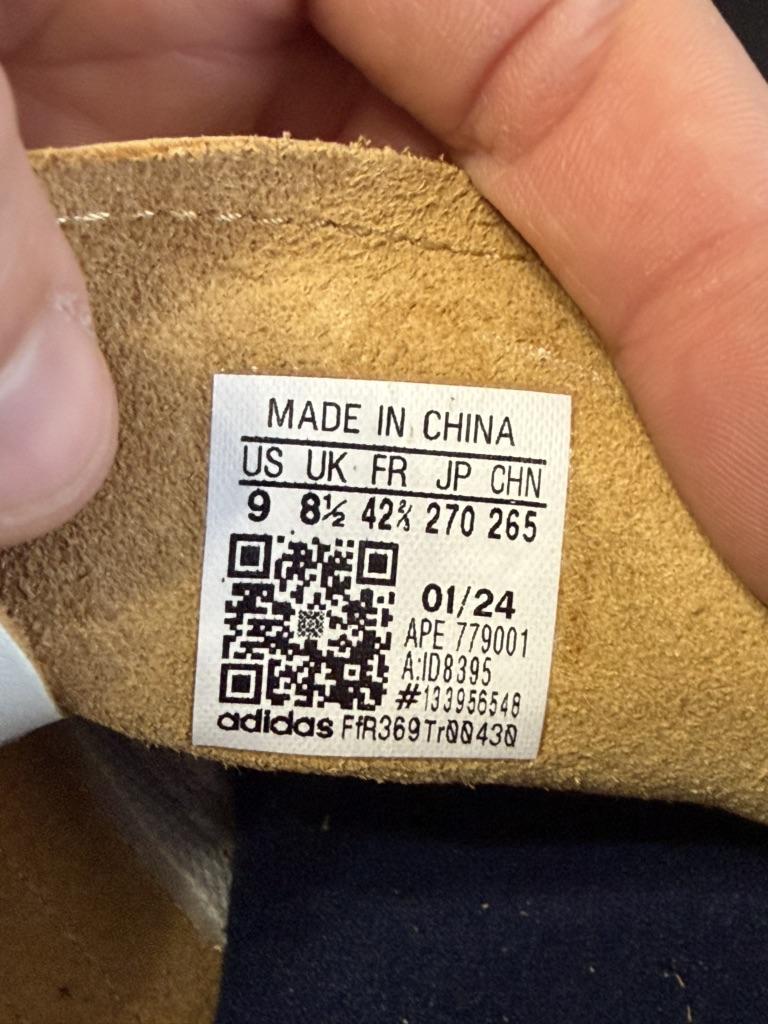 MADE IN CHINA
US UK FR JP CHN
9 8½ 42⅔ 270 265
01/24
APE 779001
A:ID8395
#133956548
adidas FfR369Tr00430